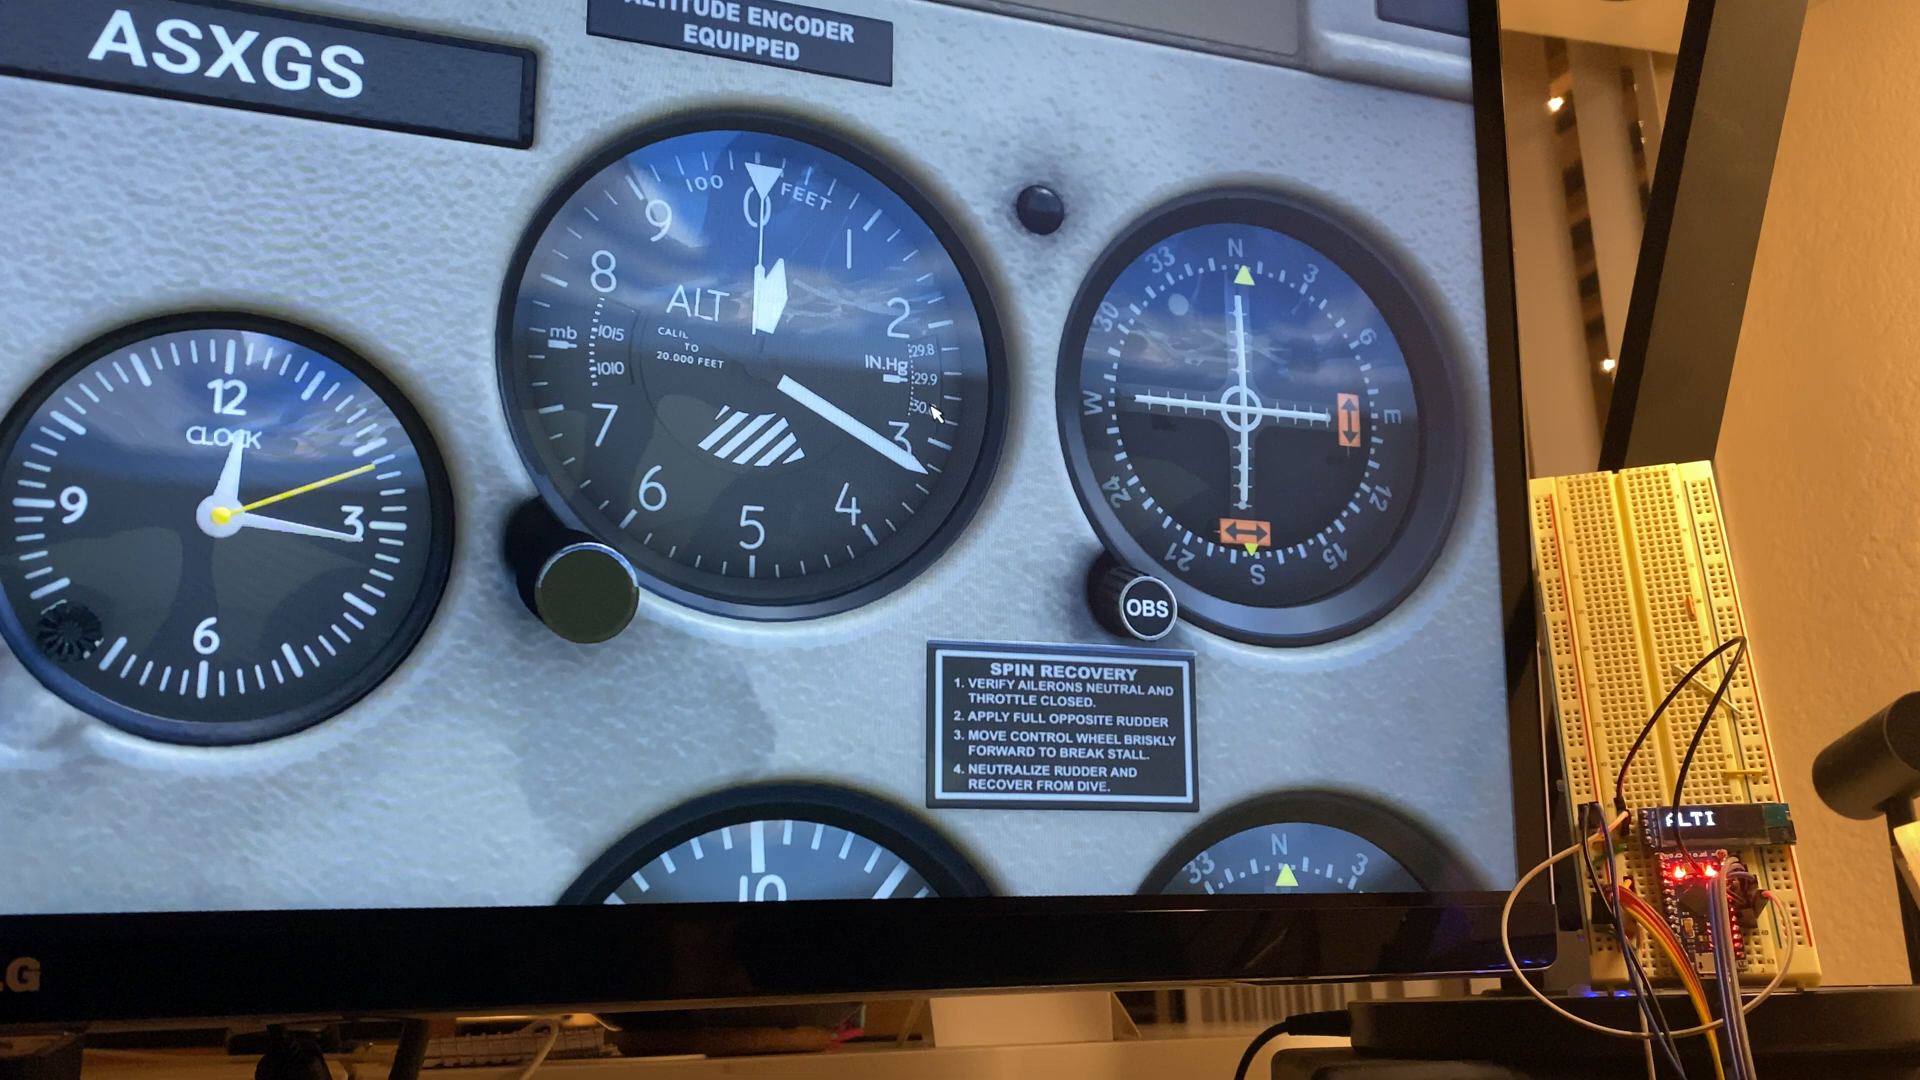 ASXGS
ALTITUDE ENCODER
EQUIPPED
100
FEET
0
1
2
3
4
5
6
7
8
9
ALT
TO
20.000 FEET
mb
1015
1010
IN.Hg
29.8
29.9
12
CLOCK
9
3
6
N
3
6
E
12
15
S
21
24
W
30
33
OBS
SPIN RECOVERY
1. VERIFY AILERONS NEUTRAL AND
THROTTLE CLOSED.
2. APPLY FULL OPPOSITE RUDDER
3. MOVE CONTROL WHEEL BRISKLY
FORWARD TO BREAK STALL.
4. NEUTRALIZE RUDDER AND
RECOVER FROM DIVE.
10
33
N
3
ALTI